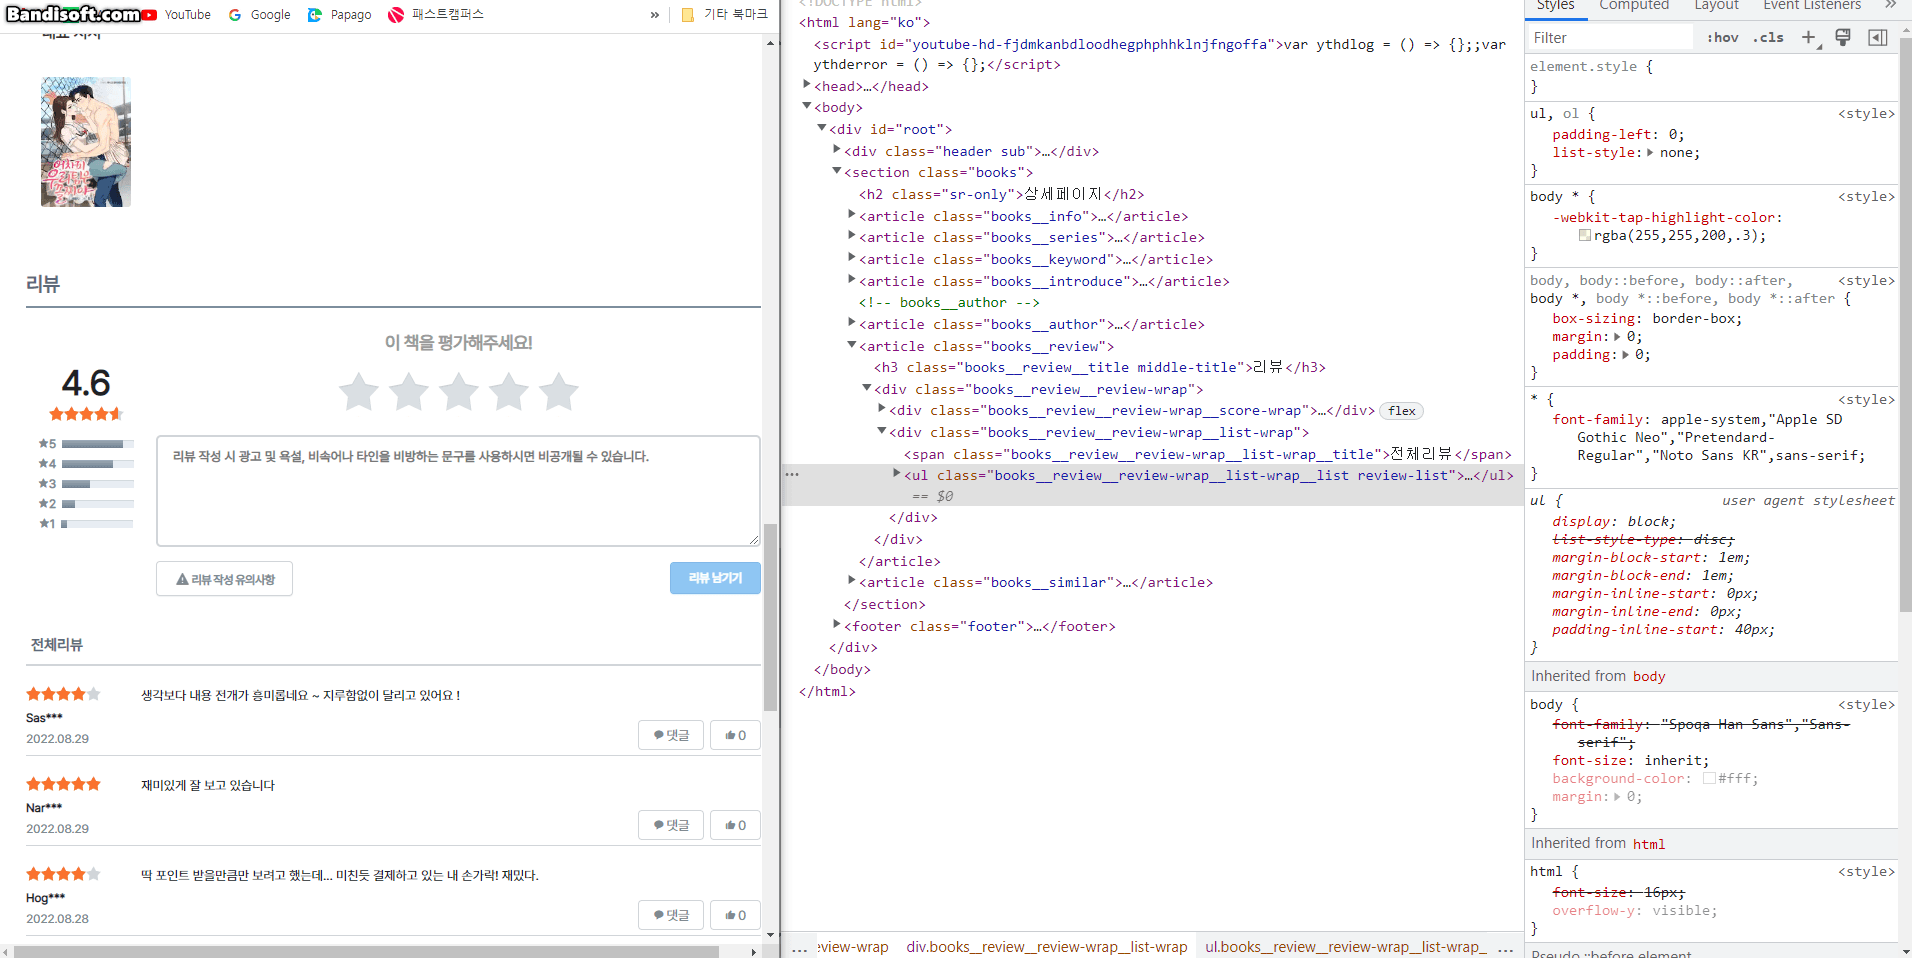 Bandisoft.com
YouTube
Google
Papago
패스트캠퍼스
»
기타 북마크
리뷰
이 책을 평가해주세요!
4.6
★5
★4
★3
★2
★1
리뷰 작성 시 광고 및 욕설, 비속어나 타인을 비방하는 문구를 사용하시면 비공개될 수 있습니다.
리뷰 작성 유의사항
리뷰 남기기
전체리뷰
생각보다 내용 전개가 흥미롭네요 ~ 지루함없이 달리고 있어요 !
Sas***
2022.08.29
댓글
0
재미있게 잘 보고 있습니다
Nar***
2022.08.29
댓글
0
딱 포인트 받을만큼만 보려고 했는데... 미친듯 결제하고 있는 내 손가락! 재밌다.
Hog***
2022.08.28
댓글
0
<!DOCTYPE html>
<html lang="ko">
<script id="youtube-hd-fjdmkanbdloodhegphphhklnjfngoffa">var ythdlog = () => {};;var
ytherror = () => {};</script>
<head>…</head>
<body>
<div id="root">
<div class="header sub">…</div>
<section class="books">
<h2 class="sr-only">상세페이지</h2>
<article class="books__info">…</article>
<article class="books__series">…</article>
<article class="books__keyword">…</article>
<article class="books__introduce">…</article>
<!-- books__author -->
<article class="books__author">…</article>
<article class="books__review">
<h3 class="books__review__title middle-title">리뷰</h3>
<div class="books__review__review-wrap">
<div class="books__review__review-wrap__score-wrap">…</div> flex
<div class="books__review__review-wrap__list-wrap">
<span class="books__review__review-wrap__list-wrap__title">전체리뷰</span>
… <ul class="books__review__review-wrap__list-wrap__list review-list">…</ul>
== $0
</div>
</div>
</article>
<article class="books__similar">…</article>
</section>
<footer class="footer">…</footer>
</div>
</body>
</html>
… eview-wrap div.books__review__review-wrap__list-wrap ul.books__review__review-wrap__list-wrap_ …
Styles Computed Layout Event Listeners »
Filter :hov .cls +
element.style {
}
ul, ol { <style>
padding-left: 0;
list-style: none;
}
body * { <style>
-webkit-tap-highlight-color:
rgba(255,255,200,.3);
}
body, body::before, body::after, <style>
body *, body *::before, body *::after {
box-sizing: border-box;
margin: 0;
padding: 0;
}
* { <style>
font-family: apple-system,"Apple SD
Gothic Neo","Pretendard-
Regular","Noto Sans KR",sans-serif;
}
ul { user agent stylesheet
display: block;
list-style-type: disc;
margin-block-start: 1em;
margin-block-end: 1em;
margin-inline-start: 0px;
margin-inline-end: 0px;
padding-inline-start: 40px;
}
Inherited from body
body { <style>
font-family: "Spoqa Han Sans","Sans-
serif";
font-size: inherit;
background-color: #fff;
margin: 0;
}
Inherited from html
html { <style>
font-size: 16px;
overflow-y: visible;
}
Pseudo ::before element